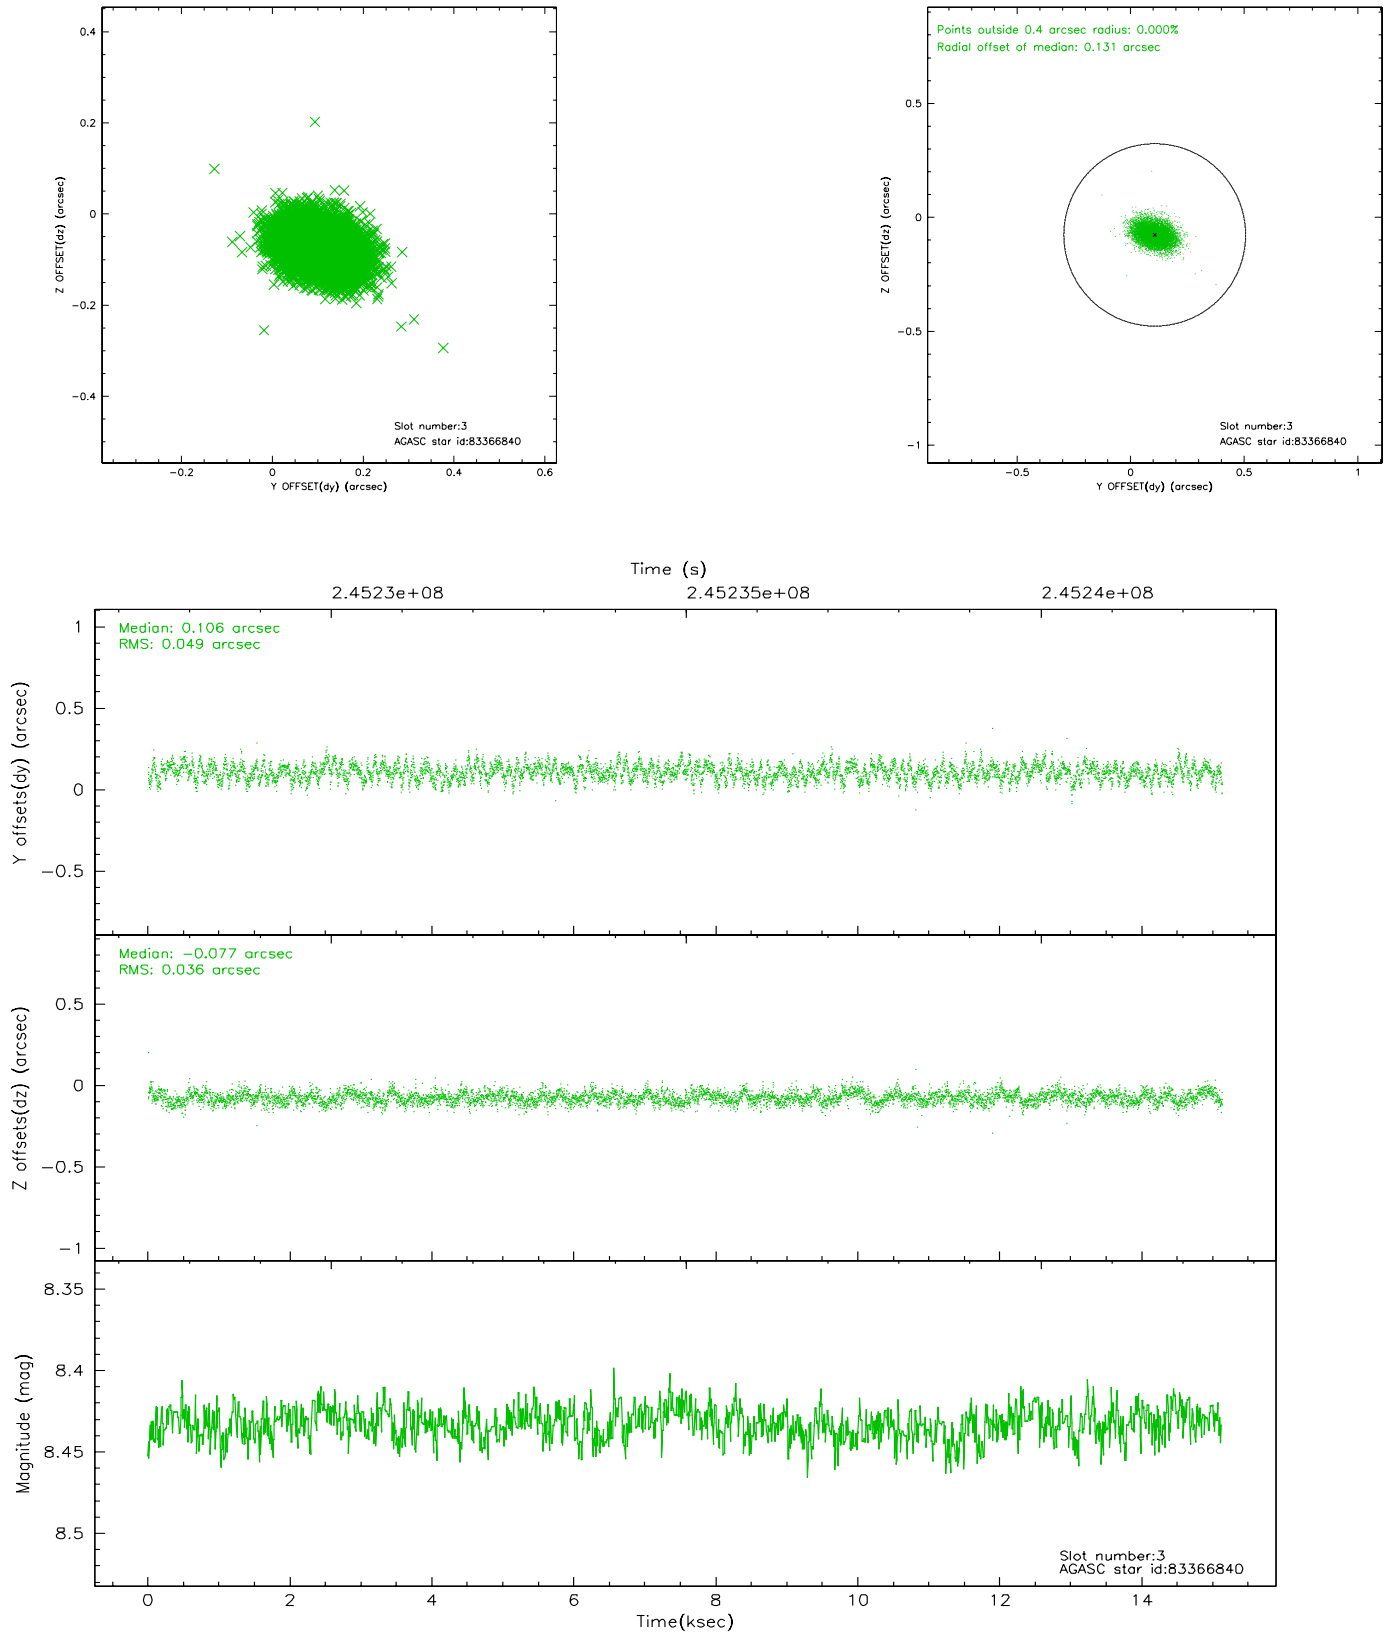 0.4
0.2
0
−0.2
−0.4
Z OFFSET(dz) (arcsec)
Slot number:3
AGASC star id:83366840
−0.2 0 0.2 0.4 0.6
Y OFFSET(dy) (arcsec)
Points outside 0.4 arcsec radius: 0.000%
Radial offset of median: 0.131 arcsec
0.5
0
−0.5
−1
Z OFFSET(dz) (arcsec)
Slot number:3
AGASC star id:83366840
−0.5 0 0.5 1
Y OFFSET(dy) (arcsec)
Time (s)
2.4523e+08 2.45235e+08 2.4524e+08
Median: 0.106 arcsec
RMS: 0.049 arcsec
1
0.5
0
−0.5
Y offsets(dy) (arcsec)
Median: −0.077 arcsec
RMS: 0.036 arcsec
0.5
0
−0.5
−1
Z offsets(dz) (arcsec)
8.35
8.4
8.45
8.5
Magnitude (mag)
Slot number:3
AGASC star id:83366840
0 2 4 6 8 10 12 14
Time(ksec)